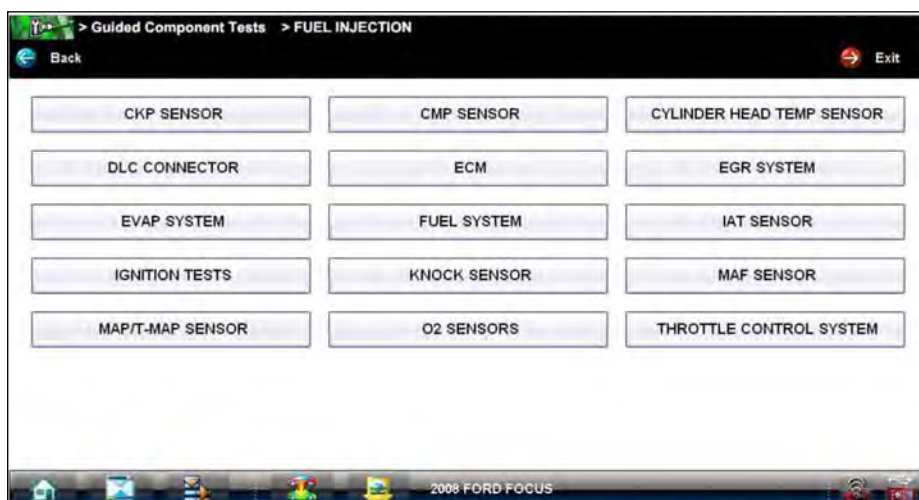 > Guided Component Tests > FUEL INJECTION
Back Exit
CKP SENSOR CMP SENSOR CYLINDER HEAD TEMP SENSOR
DLC CONNECTOR ECM EGR SYSTEM
EVAP SYSTEM FUEL SYSTEM IAT SENSOR
IGNITION TESTS KNOCK SENSOR MAF SENSOR
MAP/T-MAP SENSOR O2 SENSORS THROTTLE CONTROL SYSTEM
2008 FORD FOCUS